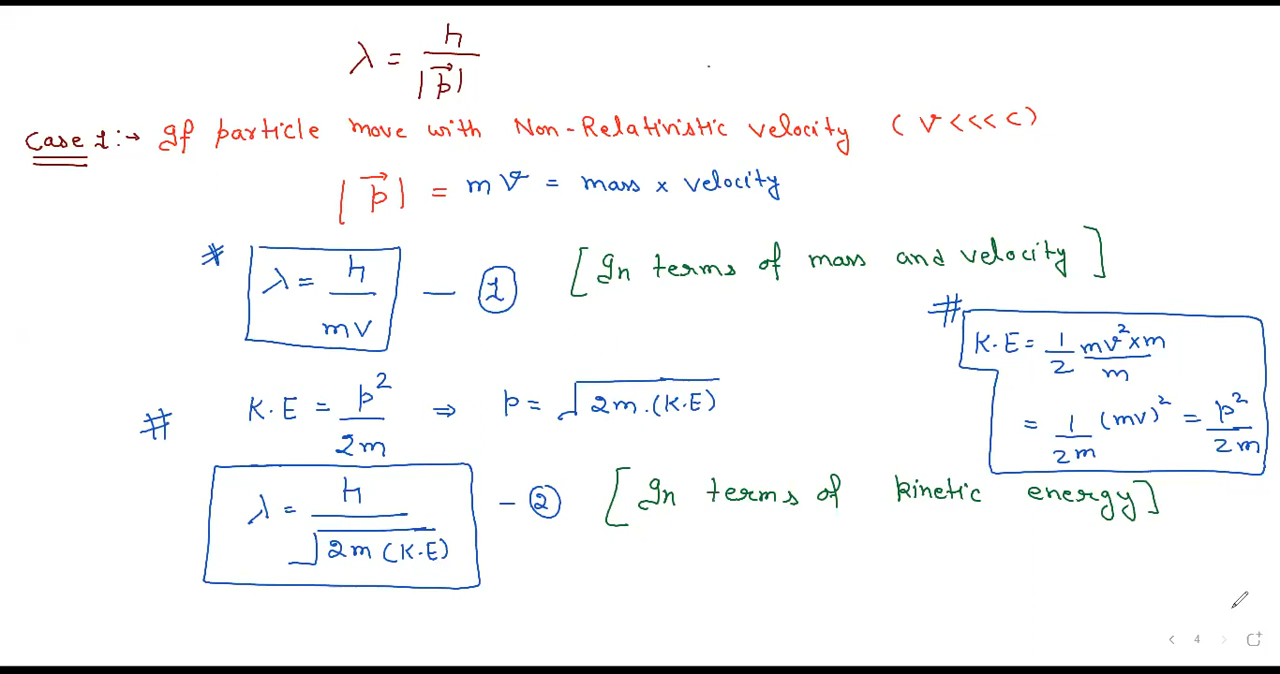 λ = h / |p⃗|
Case 1:→ If particle move with Non-Relativistic velocity (v <<< c)
|p⃗| = mv = mass x velocity
* λ = h / mv — ① [In terms of mass and velocity]
# K.E = 1/2 mv² x m / m
= 1/2m (mv)² = p² / 2m
# K.E = p² / 2m ⇒ p = √2m.(K.E)
λ = h / √2m (K.E) - ② [In terms of kinetic energy]
4